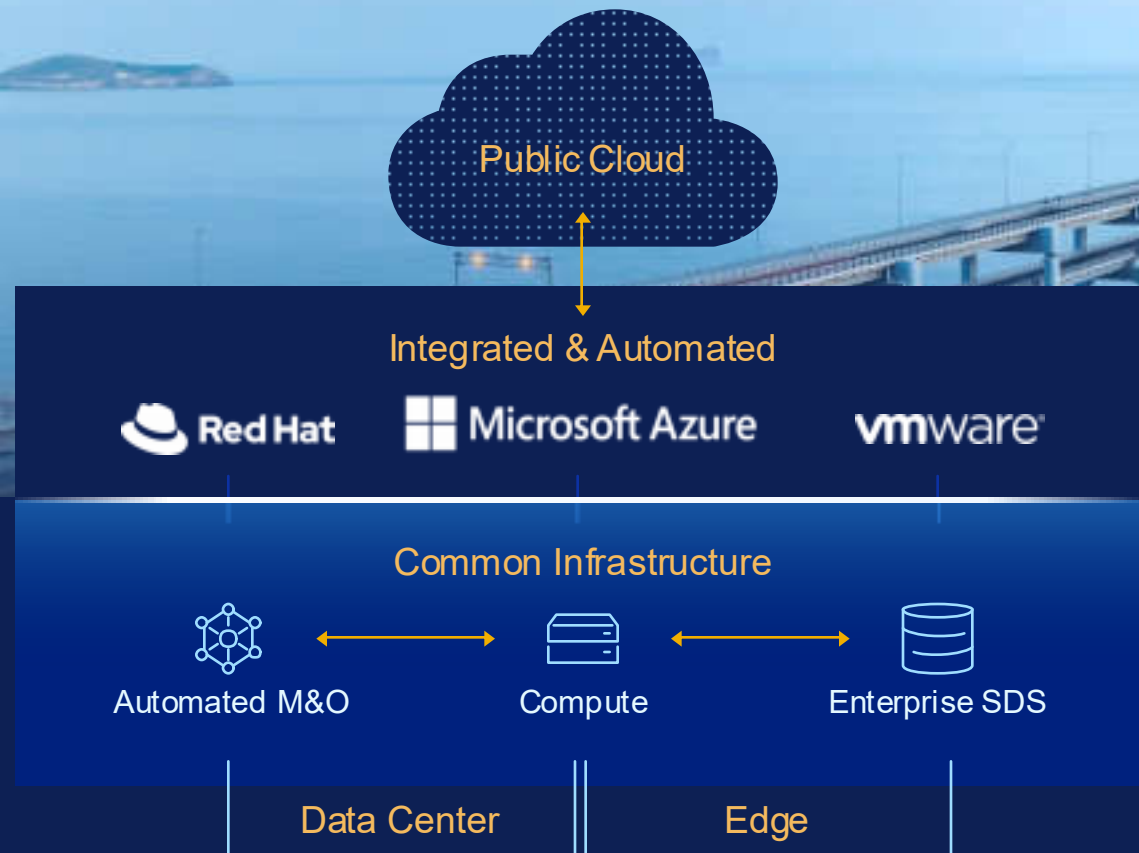 Public Cloud
Integrated & Automated
Red Hat
Microsoft Azure
vmware®
Common Infrastructure
Automated M&O
Compute
Enterprise SDS
Data Center
Edge